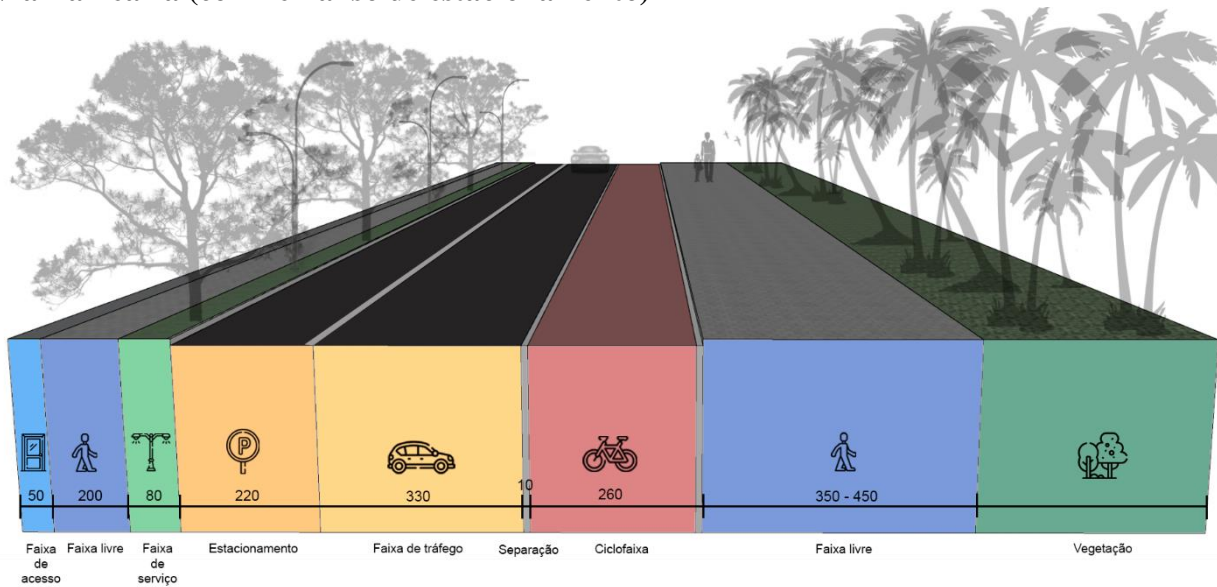 P
50
200
80
220
330
10
260
350 - 450
Faixa
de
acesso
Faixa livre
Faixa
de
serviço
Estacionamento
Faixa de tráfego
Separação
Ciclofaixa
Faixa livre
Vegetação